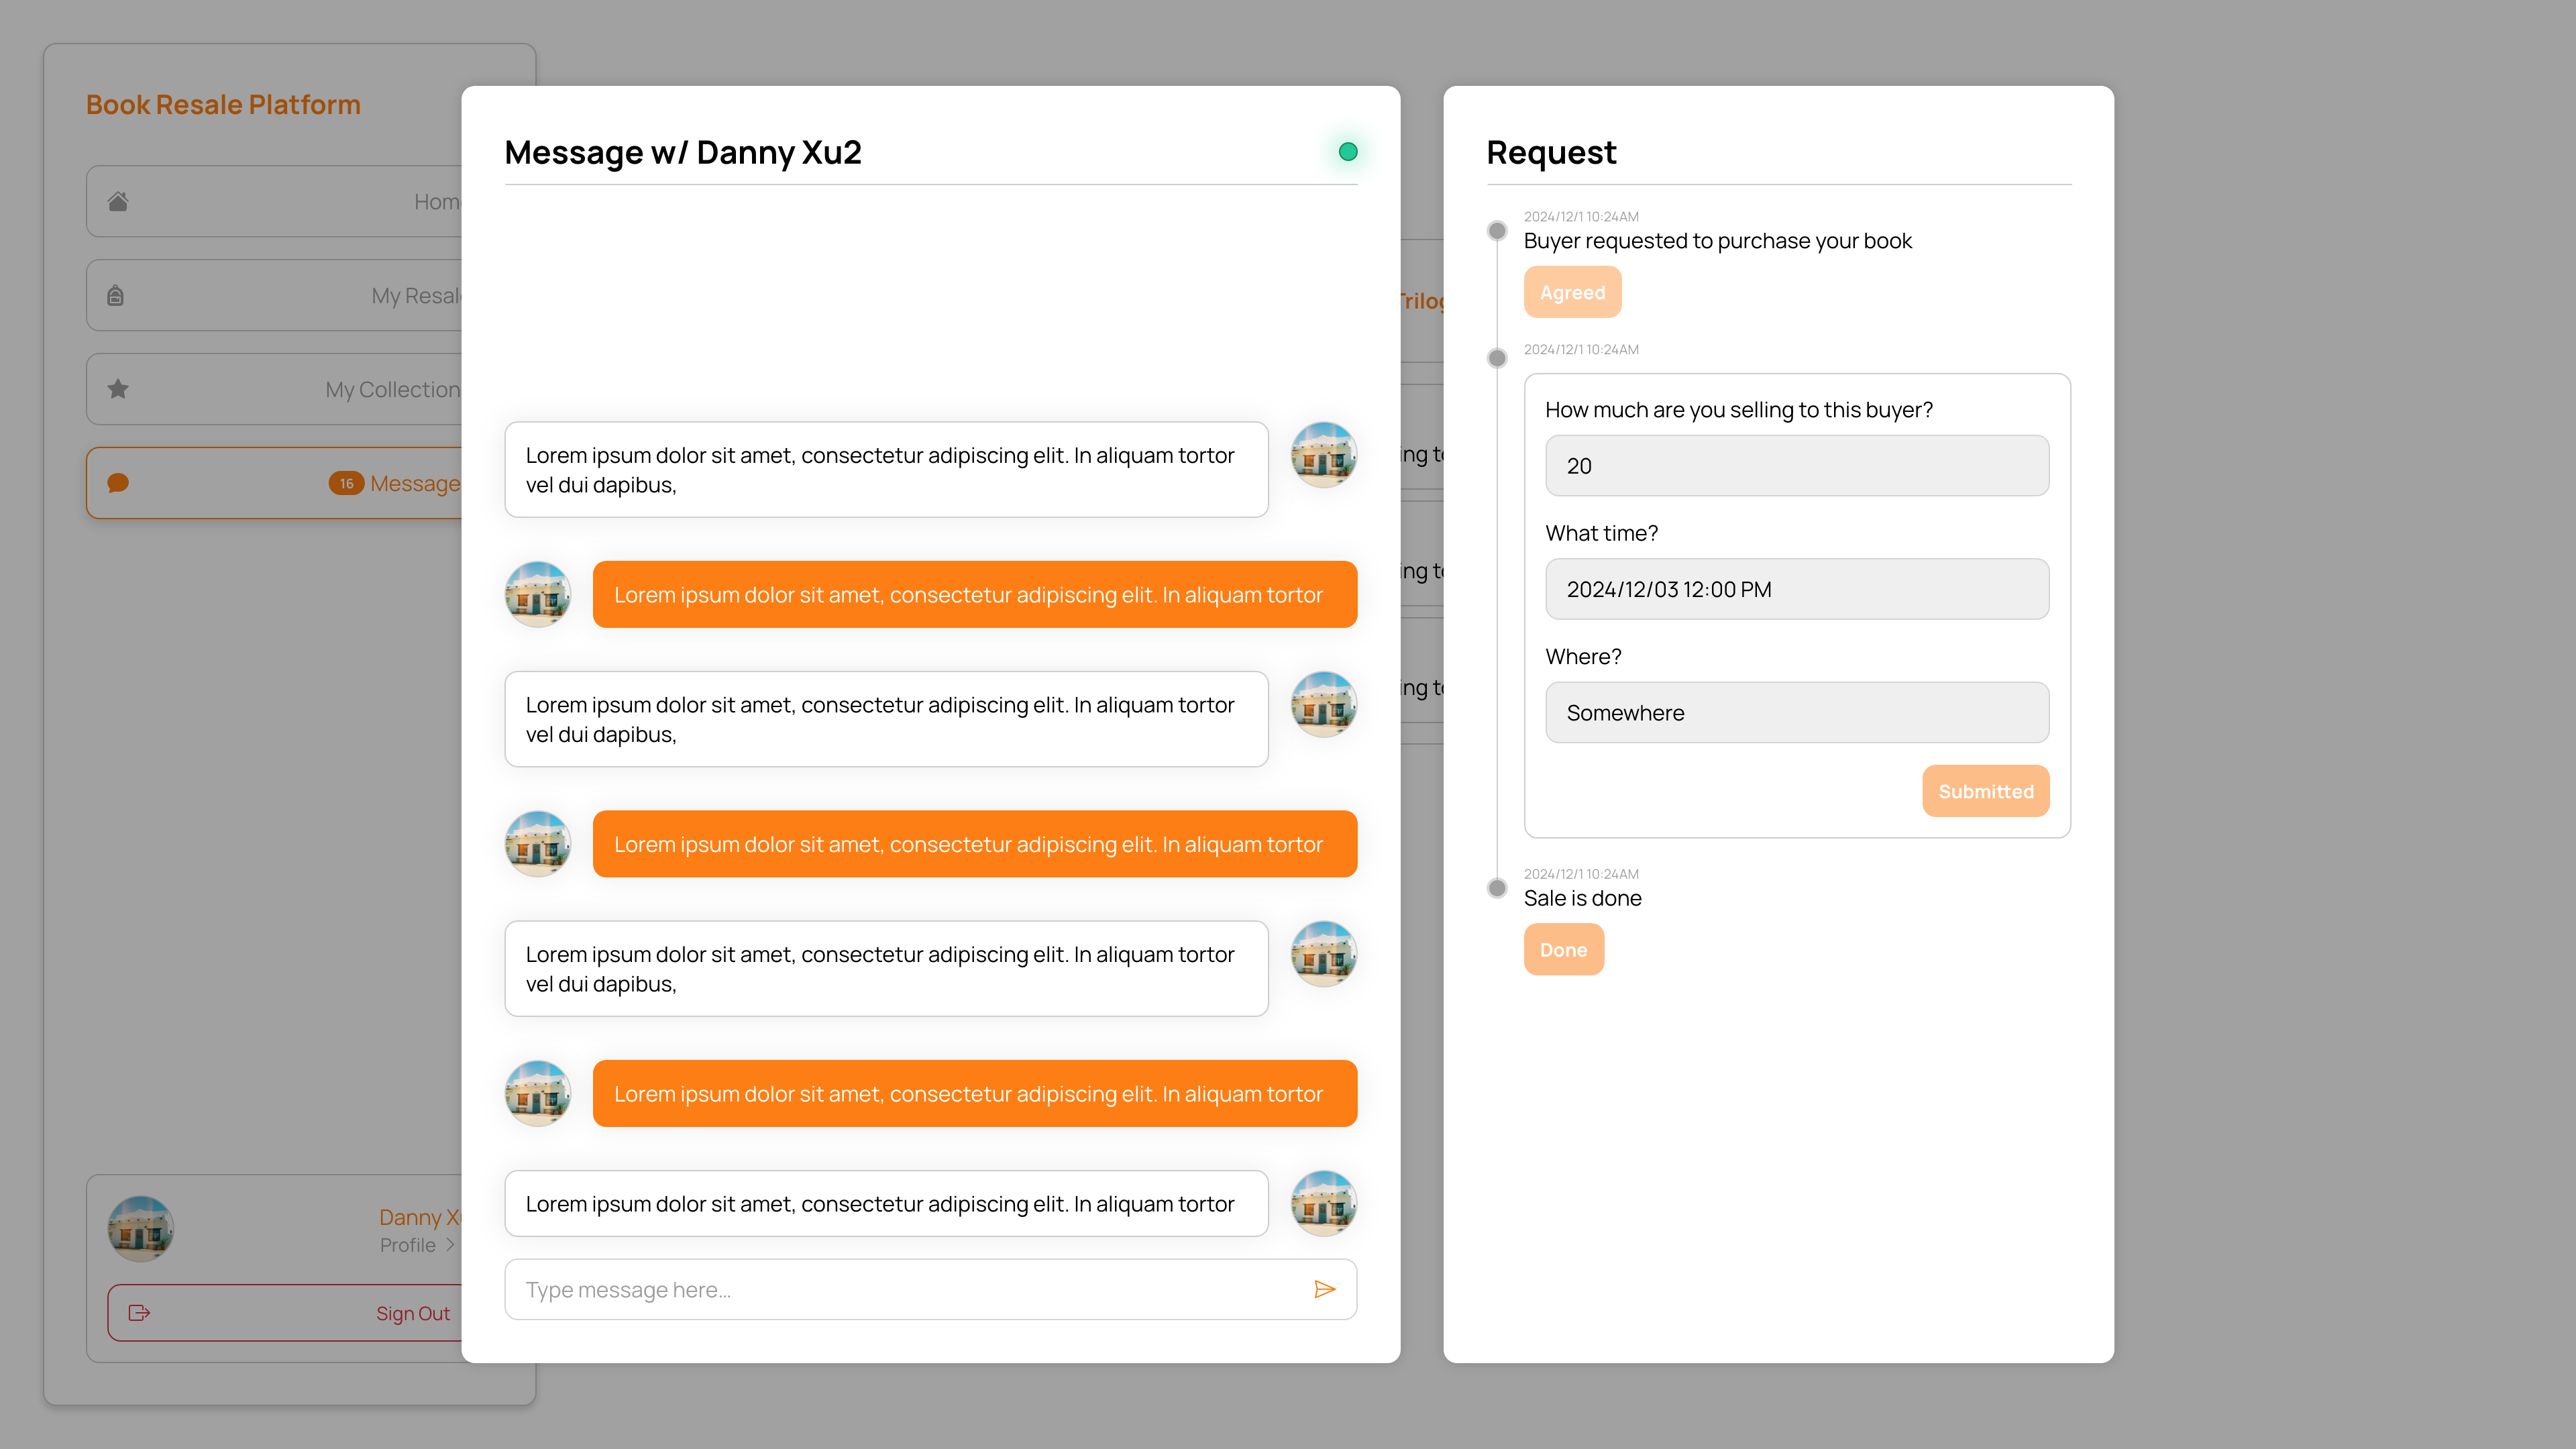 Book Resale Platform
Home
My Resale
My Collection
16 Message
Danny X
Profile
Sign Out
Message w/ Danny Xu2
Lorem ipsum dolor sit amet, consectetur adipiscing elit. In aliquam tortor
vel dui dapibus,
Lorem ipsum dolor sit amet, consectetur adipiscing elit. In aliquam tortor
Lorem ipsum dolor sit amet, consectetur adipiscing elit. In aliquam tortor
vel dui dapibus,
Lorem ipsum dolor sit amet, consectetur adipiscing elit. In aliquam tortor
Lorem ipsum dolor sit amet, consectetur adipiscing elit. In aliquam tortor
vel dui dapibus,
Lorem ipsum dolor sit amet, consectetur adipiscing elit. In aliquam tortor
Lorem ipsum dolor sit amet, consectetur adipiscing elit. In aliquam tortor
Type message here...
Request
2024/12/1 10:24AM
Buyer requested to purchase your book
Agreed
2024/12/1 10:24AM
How much are you selling to this buyer?
20
What time?
2024/12/03 12:00 PM
Where?
Somewhere
Submitted
2024/12/1 10:24AM
Sale is done
Done